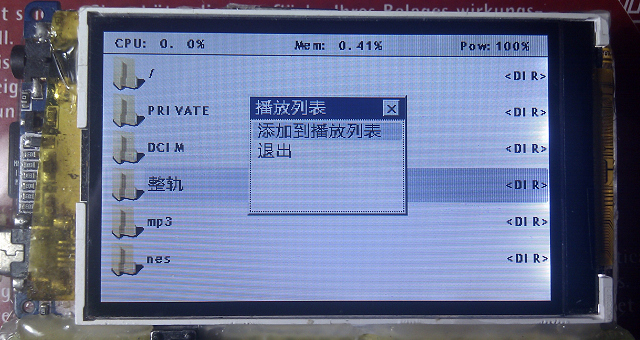 CPU: 0. 0% Mem: 0.41% Pow: 100%
/ <DIR>
PRIVATE <DIR>
DCIM <DIR>
整轨 <DIR>
mp3 <DIR>
nes <DIR>
播放列表
添加到播放列表
退出